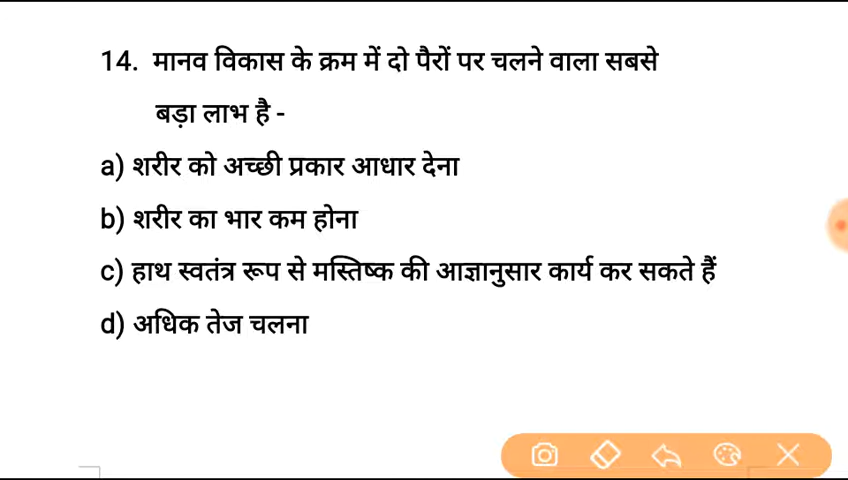 14. मानव विकास के क्रम में दो पैरों पर चलने वाला सबसे
बड़ा लाभ है -
a) शरीर को अच्छी प्रकार आधार देना
b) शरीर का भार कम होना
c) हाथ स्वतंत्र रूप से मस्तिष्क की आज्ञानुसार कार्य कर सकते हैं
d) अधिक तेज चलना